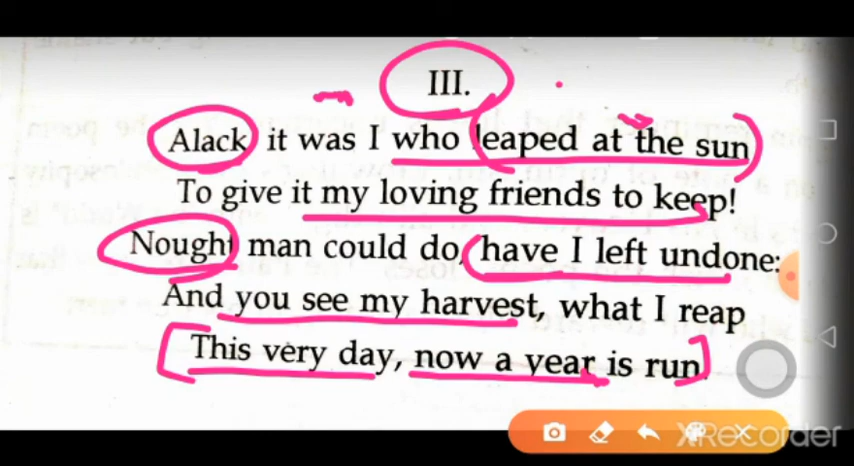 III.
Alack it was I who leaped at the sun
To give it my loving friends to keep!
Nought man could do, have I left undone:
And you see my harvest, what I reap
This very day, now a year is run
XRecorder